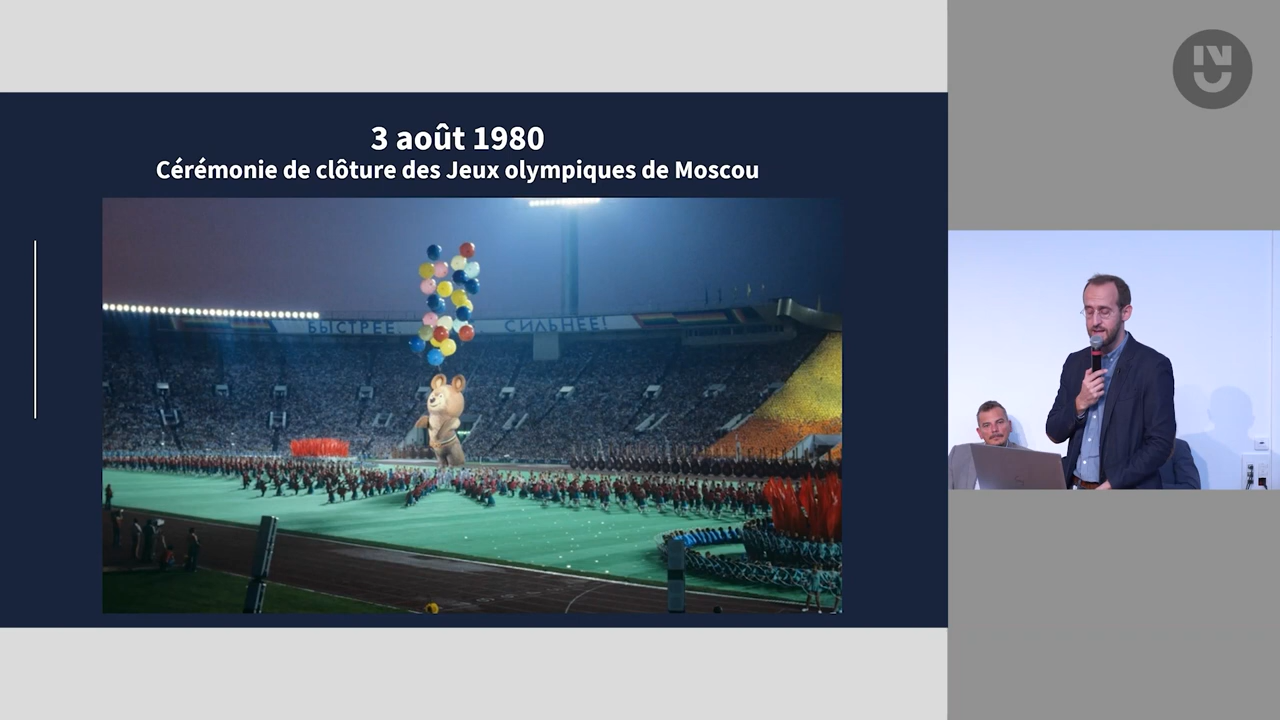 3 août 1980
Cérémonie de clôture des Jeux olympiques de Moscou
БЫСТРЕЕ, СИЛЬНЕЕ!